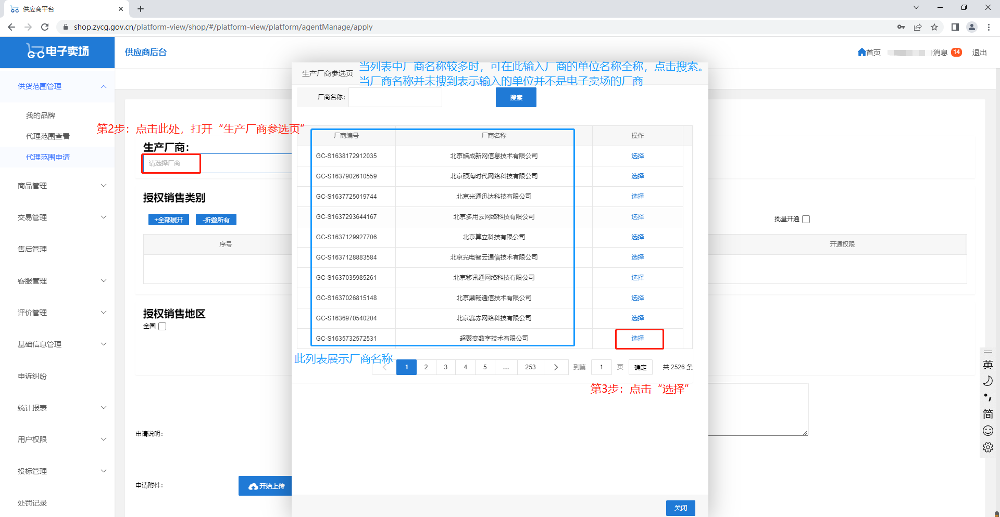 供应商平台
shop.zycg.gov.cn/platform-view/shop/#/platform-view/platform/agentManage/apply
GC电子卖场
供应商后台
首页
消息 14
退出
供货范围管理
我的品牌
代理范围查看
代理范围申请
商品管理
交易管理
售后管理
客服管理
评价管理
基础信息管理
申诉纠纷
统计报表
用户权限
投标管理
处罚记录
第2步：点击此处，打开“生产厂商参选页”
生产厂商：
请选择厂商
授权销售类别
+全部展开 -折叠所有
批量开通
序号
开通权限
授权销售地区
全国
申请说明：
申请附件：
开始上传
生产厂商参选页
当列表中厂商名称较多时，可在此输入厂商的单位名称全称，点击搜索。
当厂商名称并未搜到表示输入的单位并不是电子卖场的厂商
厂商名称：
搜索
厂商编号 厂商名称 操作
GC-S1638172912035 北京皓成新网信息技术有限公司 选择
GC-S1637902610559 北京硕海时代网络科技有限公司 选择
GC-S1637725019744 北京光通迅达科技有限公司 选择
GC-S1637293644167 北京多用云网络科技有限公司 选择
GC-S1637129927706 北京算立科技有限公司 选择
GC-S1637128883584 北京光电智云通信技术有限公司 选择
GC-S1637035985261 北京移讯通网络科技有限公司 选择
GC-S1637026815148 北京鼎畅通信技术有限公司 选择
GC-S1636970540204 北京赛赤网络科技有限公司 选择
GC-S1635732572531 超聚变数字技术有限公司 选择
此列表展示厂商名称
1 2 3 4 5 ... 253 到第 1 页 确定 共 2526 条
第3步：点击“选择”
关闭
英
简